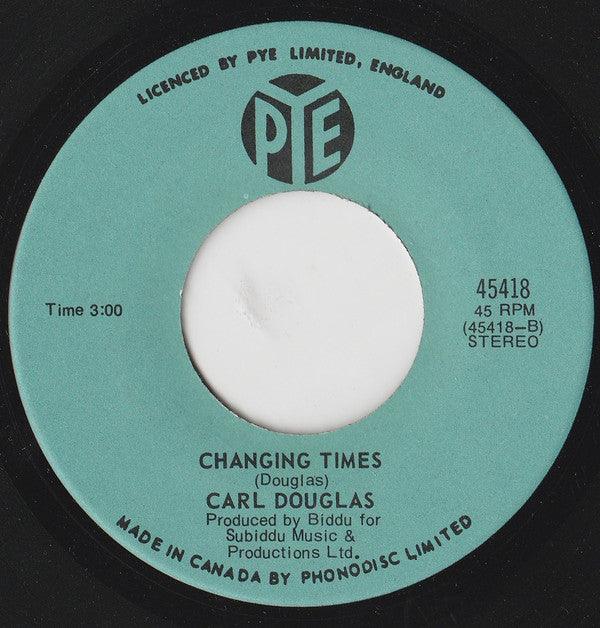 LICENCED BY PYE LIMITED, ENGLAND
PYE
Time 3:00
45418
45 RPM
(45418-B)
STEREO
CHANGING TIMES
(Douglas)
CARL DOUGLAS
Produced by Biddu for
Subiddu Music &
Productions Ltd.
MADE IN CANADA BY PHONODISC LIMITED